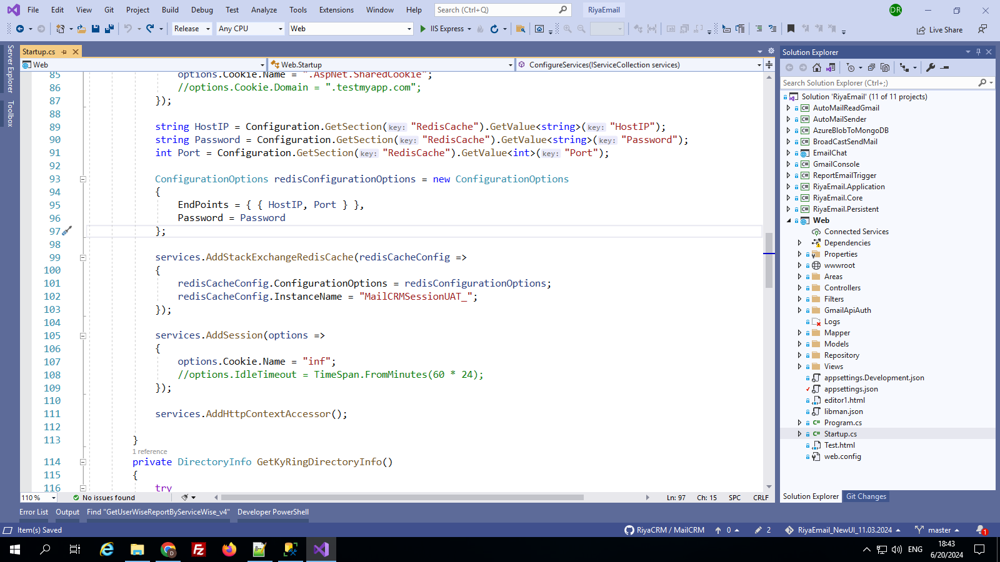 File Edit View Git Project Build Debug Test Analyze Tools Extensions Window Help Search (Ctrl+Q) RiyaEmail DR
Release Any CPU Web IIS Express Live Share
Server Explorer
Toolbox
Startup.cs
Web Web.Startup ConfigureServices(IServiceCollection services)
85 options.Cookie.Name = ".AspNet.SharedCookie";
86 //options.Cookie.Domain = ".testmyapp.com";
87 });
88
89 string HostIP = Configuration.GetSection(key: "RedisCache").GetValue<string>(key: "HostIP");
90 string Password = Configuration.GetSection(key: "RedisCache").GetValue<string>(key: "Password");
91 int Port = Configuration.GetSection(key: "RedisCache").GetValue<int>(key: "Port");
92
93 ConfigurationOptions redisConfigurationOptions = new ConfigurationOptions
94 {
95 EndPoints = { { HostIP, Port } },
96 Password = Password
97 };
98
99 services.AddStackExchangeRedisCache(redisCacheConfig =>
100 {
101 redisCacheConfig.ConfigurationOptions = redisConfigurationOptions;
102 redisCacheConfig.InstanceName = "MailCRMSessionUAT_";
103 });
104
105 services.AddSession(options =>
106 {
107 options.Cookie.Name = "inf";
108 //options.IdleTimeout = TimeSpan.FromMinutes(60 * 24);
109 });
110
111 services.AddHttpContextAccessor();
112
113 }
1 reference
114 private DirectoryInfo GetKyRingDirectoryInfo()
115 {
116 try
110 % No issues found Ln: 97 Ch: 15 SPC CRLF
Solution Explorer
Search Solution Explorer (Ctrl+;)
Solution 'RiyaEmail' (11 of 11 projects)
AutoMailReadGmail
AutoMailSender
AzureBlobToMongoDB
BroadCastSendMail
EmailChat
GmailConsole
ReportEmailTrigger
RiyaEmail.Application
RiyaEmail.Core
RiyaEmail.Persistent
Web
Connected Services
Dependencies
Properties
wwwroot
Areas
Controllers
Filters
GmailApiAuth
Logs
Mapper
Models
Repository
Views
appsettings.Development.json
appsettings.json
editor1.html
libman.json
Program.cs
Startup.cs
Test.html
web.config
Solution Explorer Git Changes
Error List Output Find "GetUserWiseReportByServiceWise_v4" Developer PowerShell
Item(s) Saved RiyaCRM / MailCRM 0 2 RiyaEmail_NewUI_11.03.2024 master 1
ENG 18:43
6/20/2024